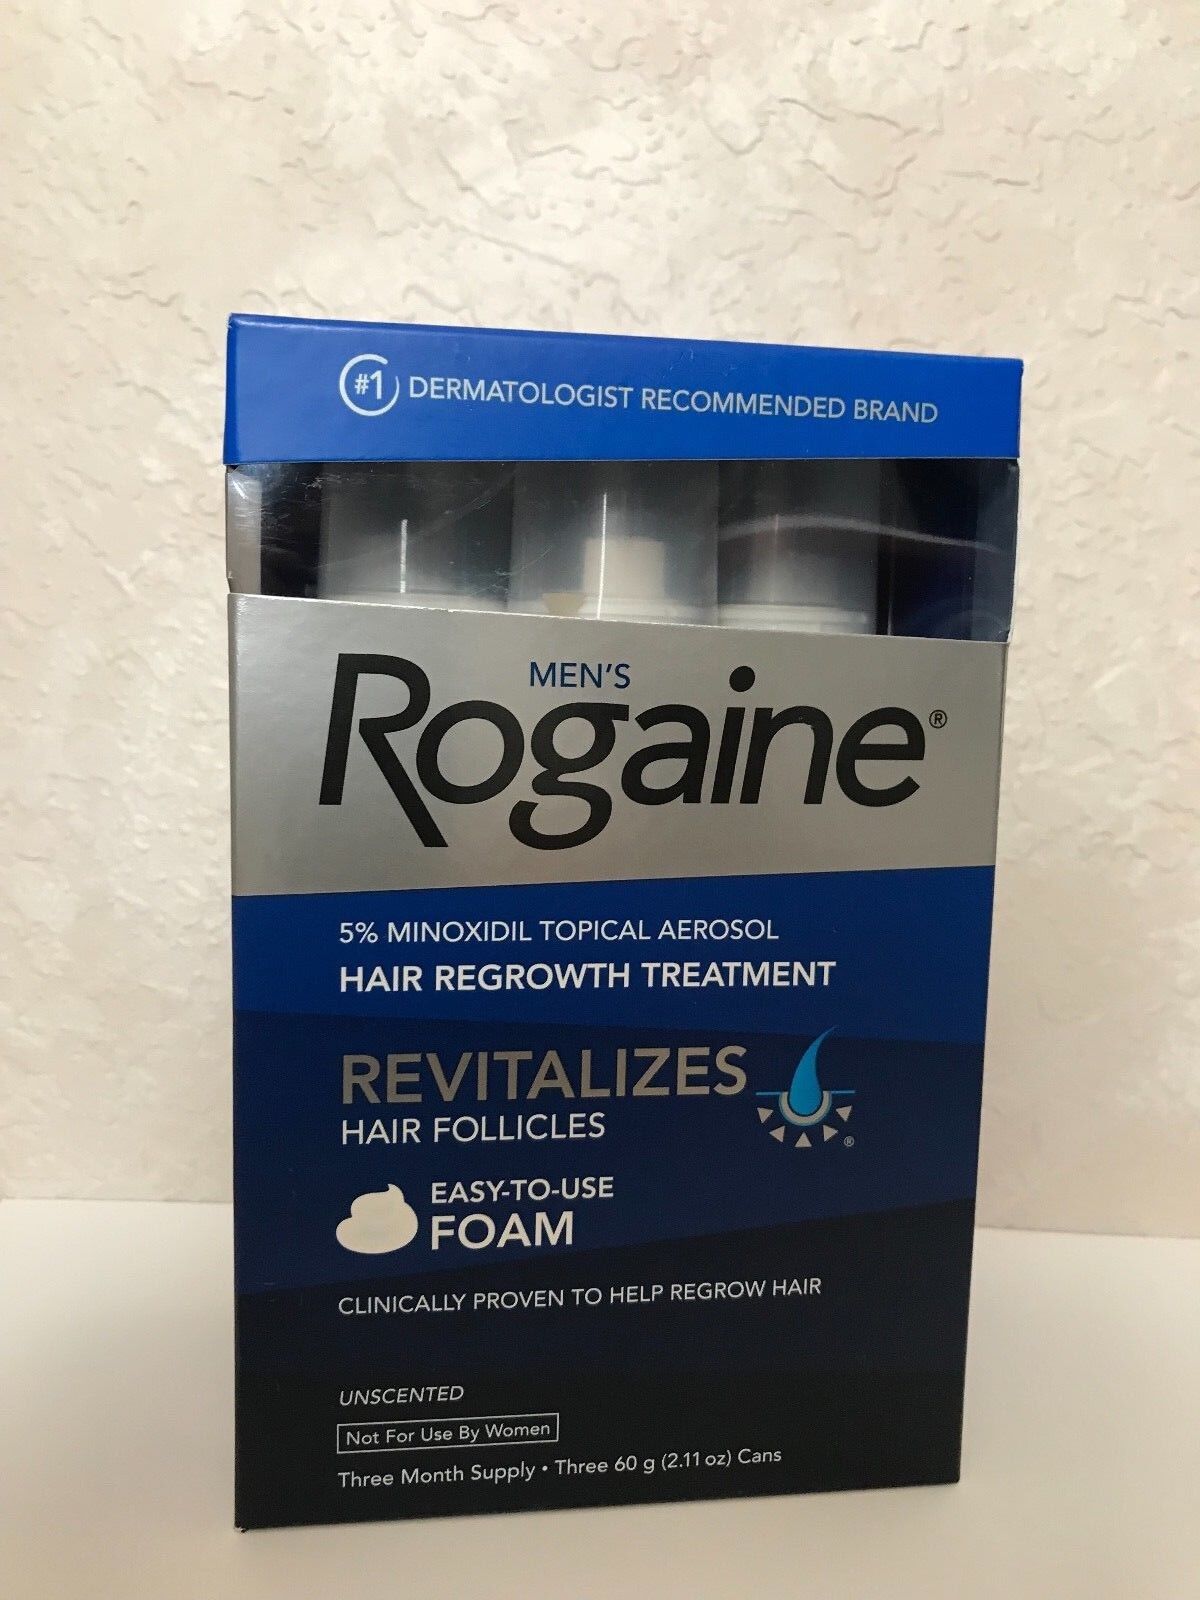 #1 DERMATOLOGIST RECOMMENDED BRAND
MEN'S
Rogaine®
5% MINOXIDIL TOPICAL AEROSOL
HAIR REGROWTH TREATMENT
REVITALIZES
HAIR FOLLICLES
®
EASY-TO-USE
FOAM
CLINICALLY PROVEN TO HELP REGROW HAIR
UNSCENTED
Not For Use By Women
Three Month Supply • Three 60 g (2.11 oz) Cans